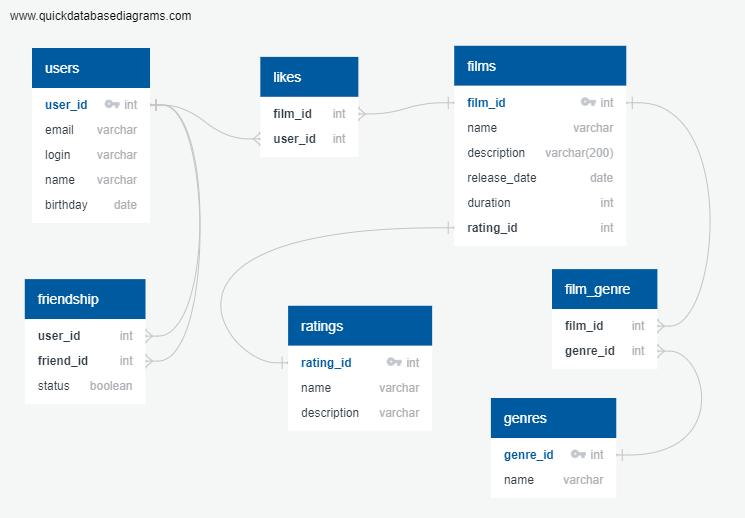 www.quickdatabasediagrams.com
users
user_id int
email varchar
login varchar
name varchar
birthday date
likes
film_id int
user_id int
films
film_id int
name varchar
description varchar(200)
release_date date
duration int
rating_id int
friendship
user_id int
friend_id int
status boolean
ratings
rating_id int
name varchar
description varchar
film_genre
film_id int
genre_id int
genres
genre_id int
name varchar